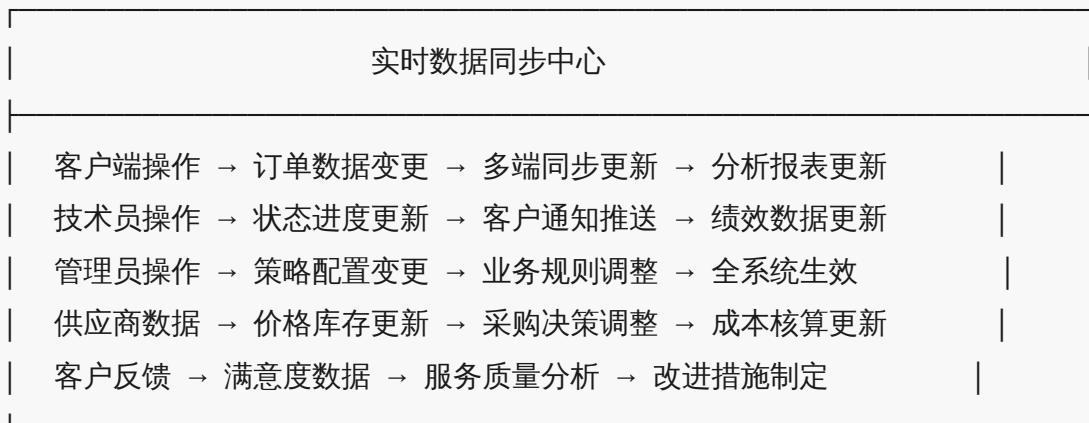 实时数据同步中心
客户端操作 → 订单数据变更 → 多端同步更新 → 分析报表更新
技术员操作 → 状态进度更新 → 客户通知推送 → 绩效数据更新
管理员操作 → 策略配置变更 → 业务规则调整 → 全系统生效
供应商数据 → 价格库存更新 → 采购决策调整 → 成本核算更新
客户反馈 → 满意度数据 → 服务质量分析 → 改进措施制定